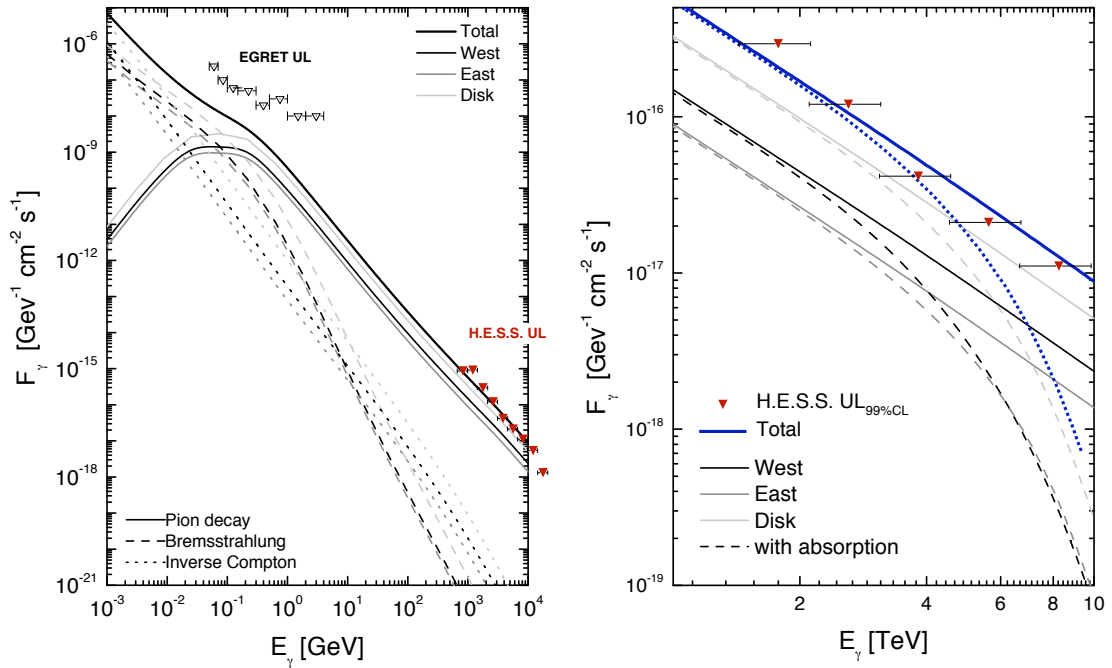 F_γ [GeV^-1 cm^-2 s^-1]
10^-6
10^-9
10^-12
10^-15
10^-18
10^-21
EGRET UL
Total
West
East
Disk
H.E.S.S. UL
Pion decay
Bremsstrahlung
Inverse Compton
10^-3 10^-2 10^-1 10^0 10^1 10^2 10^3 10^4
E_γ [GeV]
F_γ [GeV^-1 cm^-2 s^-1]
10^-16
10^-17
10^-18
10^-19
H.E.S.S. UL_99%CL
Total
West
East
Disk
with absorption
2 4 6 8 10
E_γ [TeV]